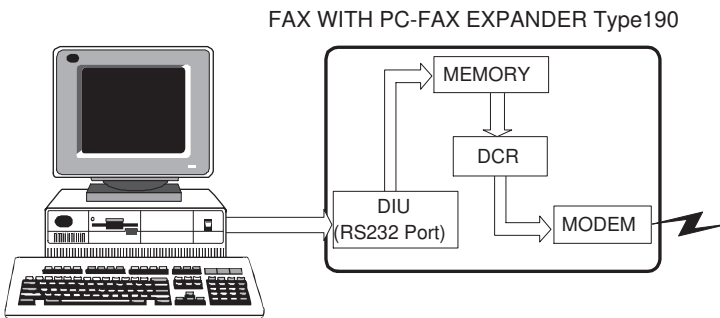 FAX WITH PC-FAX EXPANDER Type190
MEMORY
DCR
DIU
(RS232 Port)
MODEM